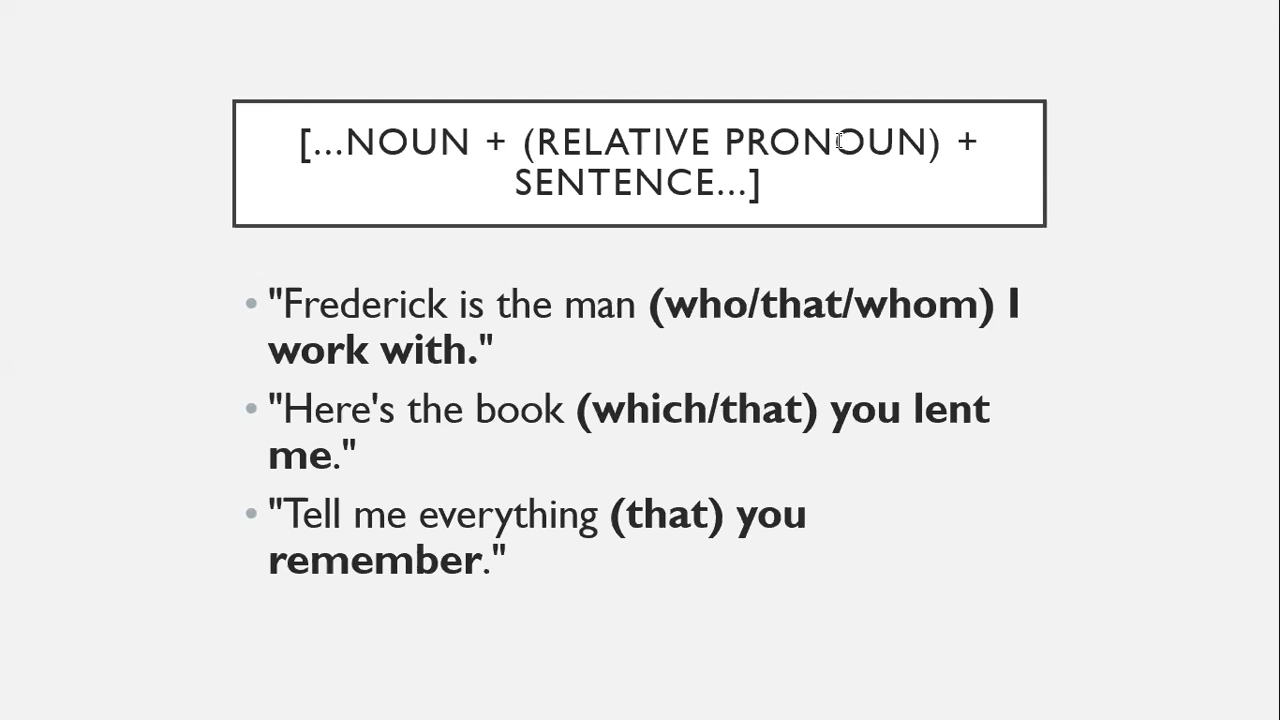 [...NOUN + (RELATIVE PRONOUN) +
SENTENCE...]
• "Frederick is the man (who/that/whom) I
work with."
• "Here's the book (which/that) you lent
me."
• "Tell me everything (that) you
remember."